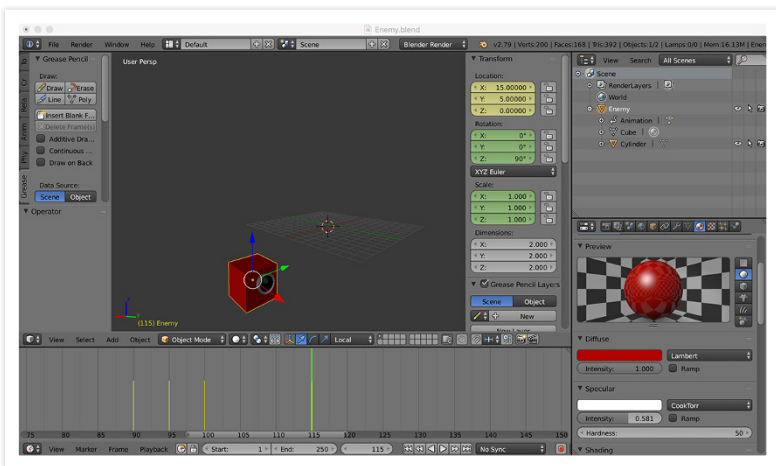 Enemy.blend
File Render Window Help Default Scene Blender Render v2.79 | Verts:200 | Faces:168 | Tris:392 | Objects:1/2 | Lamps:0/0 | Mem:16.13M | Enem
Grease Pencil
Draw:
Draw Erase
Line Poly
Insert Blank F...
Delete Frame(s)
Additive Dra...
Continuous ...
Draw on Back
Data Source:
Scene Object
Operator
Grease
User Persp
(115) Enemy
Transform
Location:
X: 15.00000
Y: 5.00000
Z: 0.00000
Rotation:
X: 0°
Y: 0°
Z: 90°
XYZ Euler
Scale:
X: 1.000
Y: 1.000
Z: 1.000
Dimensions:
X: 2.000
Y: 2.000
Z: 2.000
Grease Pencil Layers
Scene Object
New
New Layer
View Search All Scenes
Scene
RenderLayers |
World
Enemy
Animation |
Cube |
Cylinder |
Preview
Diffuse
Lambert
Intensity: 1.000 Ramp
Specular
CookTorr
Intensity: 0.581 Ramp
Hardness: 50
Shading
View Select Add Object Object Mode Local
75 80 85 90 95 100 105 110 115 120 125 130 135 140 145 150
View Marker Frame Playback Start: 1 End: 250 115 No Sync